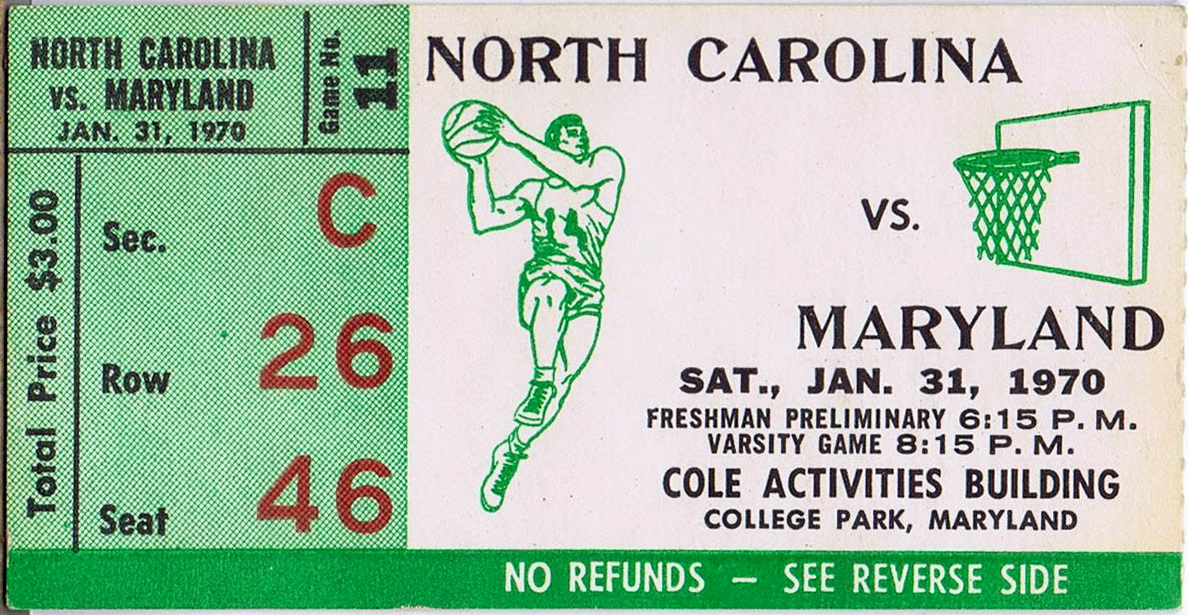 NORTH CAROLINA
vs. MARYLAND
JAN. 31, 1970
Game No.
11
Total Price $3.00
Sec.
C
Row
26
Seat
46
NORTH CAROLINA
14
VS.
MARYLAND
SAT., JAN. 31, 1970
FRESHMAN PRELIMINARY 6:15 P. M.
VARSITY GAME 8:15 P. M.
COLE ACTIVITIES BUILDING
COLLEGE PARK, MARYLAND
NO REFUNDS — SEE REVERSE SIDE